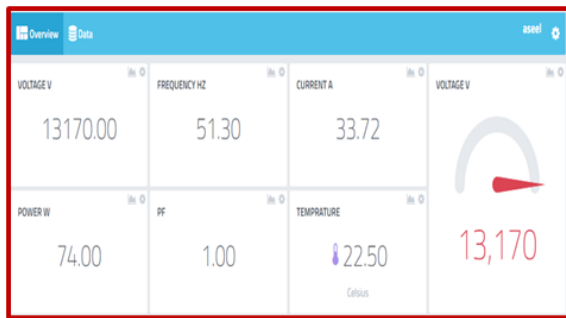 Overview Data aseel
VOLTAGE V
13170.00
FREQUENCY HZ
51.30
CURRENT A
33.72
VOLTAGE V
13,170
POWER W
74.00
PF
1.00
TEMPRATURE
22.50
Celsius